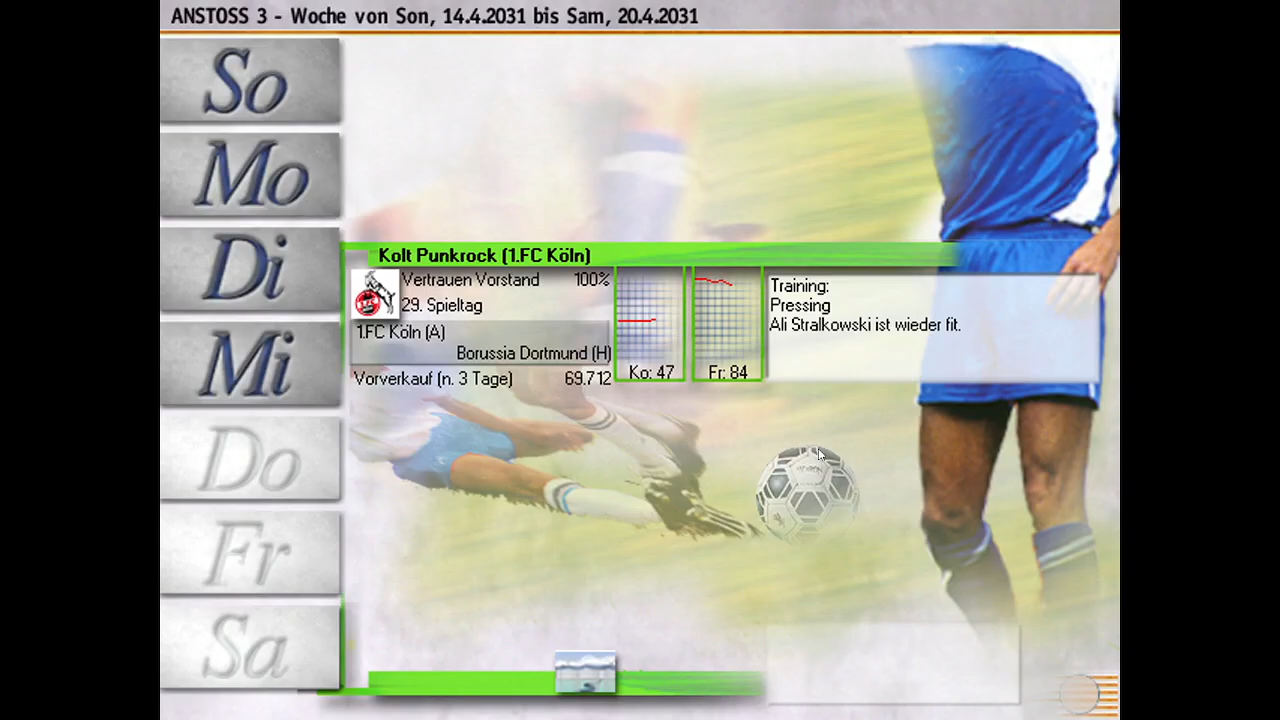 ANSTOSS 3 - Woche von Son, 14.4.2031 bis Sam, 20.4.2031
So
Mo
Di
Mi
Do
Fr
Sa
Kolt Punkrock (1.FC Köln)
Vertrauen Vorstand 100%
29. Spieltag
1.FC Köln (A)
Borussia Dortmund (H)
Vorverkauf (n. 3 Tage) 69.712
Ko: 47
Fr: 84
Training:
Pressing
Ali Stralkowski ist wieder fit.